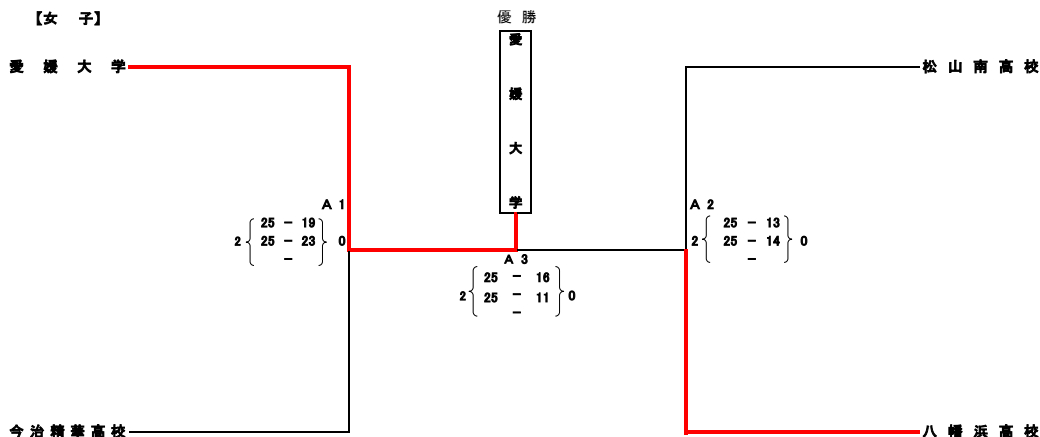 【女 子】
優 勝
愛媛大学
愛 媛 大 学
松 山 南 高 校
A 1
2 25 － 19 0
25 － 23
－
A 2
2 25 － 13 0
25 － 14
－
A 3
2 25 － 16 0
25 － 11
－
今 治 精 華 高 校
八 幡 浜 高 校